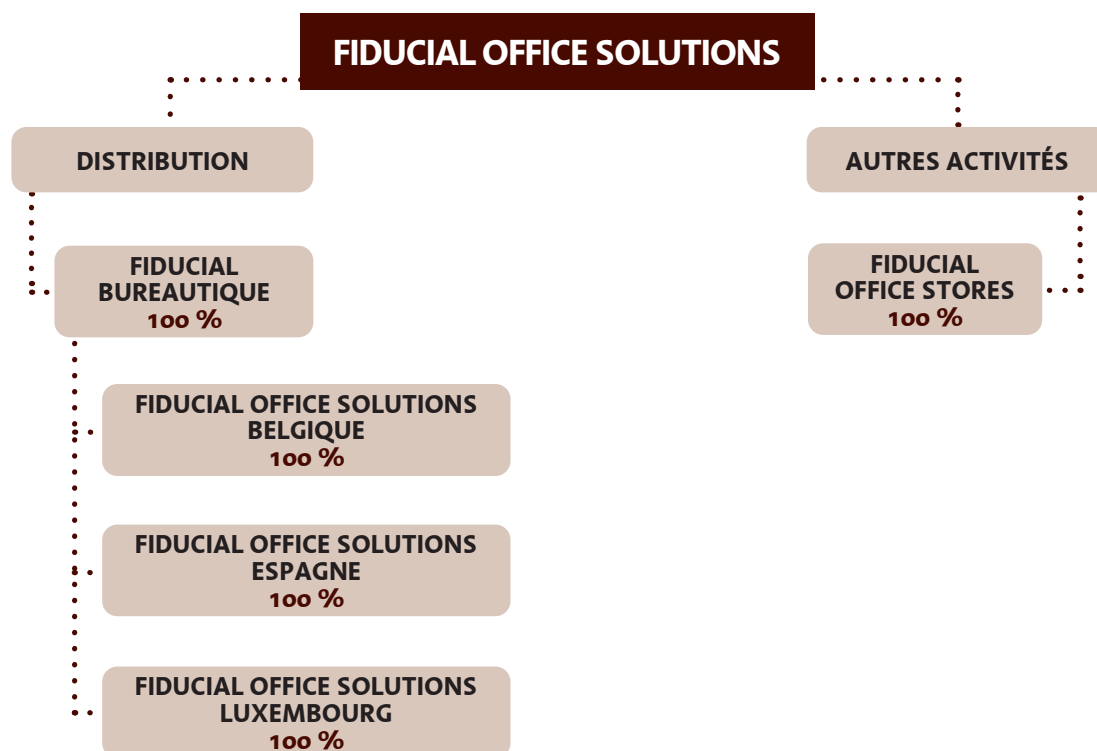 FIDUCIAL OFFICE SOLUTIONS
DISTRIBUTION
AUTRES ACTIVITÉS
FIDUCIAL
BUREAUTIQUE
100 %
FIDUCIAL
OFFICE STORES
100 %
FIDUCIAL OFFICE SOLUTIONS
BELGIQUE
100 %
FIDUCIAL OFFICE SOLUTIONS
ESPAGNE
100 %
FIDUCIAL OFFICE SOLUTIONS
LUXEMBOURG
100 %